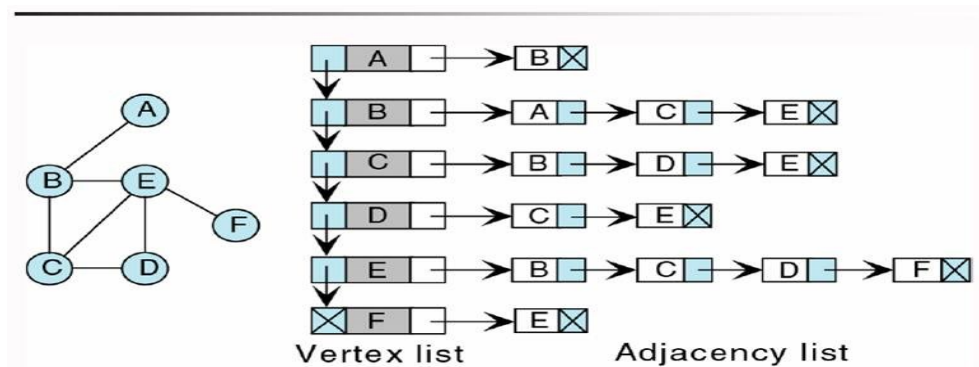 A
B E
F
C D
A B
B A C E
C B D E
D C E
E B C D F
F E
Vertex list Adjacency list